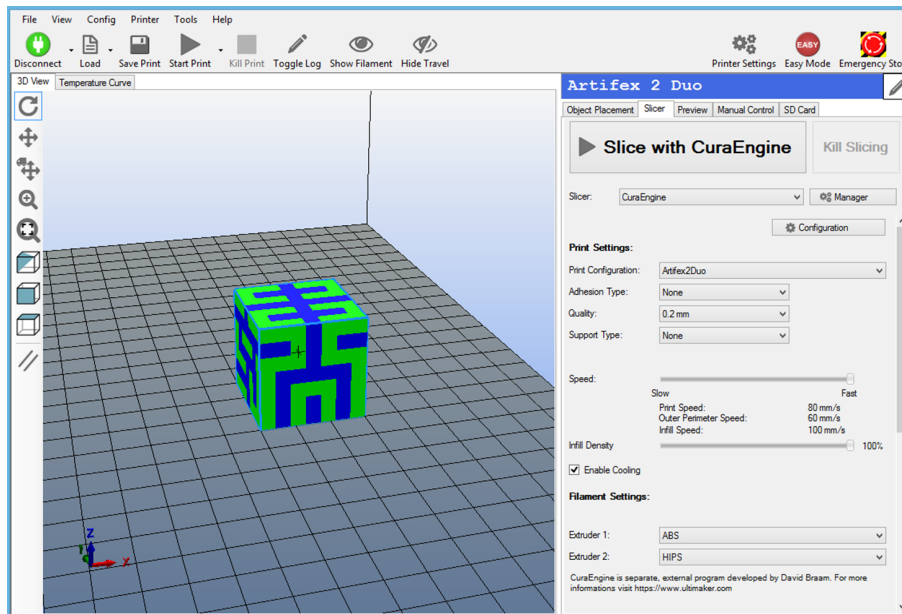 File View Config Printer Tools Help
Disconnect Load Save Print Start Print Kill Print Toggle Log Show Filament Hide Travel Printer Settings Easy Mode Emergency Sto
EASY
3D View Temperature Curve
Artifex 2 Duo
Object Placement Slicer Preview Manual Control SD Card
Slice with CuraEngine Kill Slicing
Slicer: CuraEngine Manager
Configuration
Print Settings:
Print Configuration: Artifex2Duo
Adhesion Type: None
Quality: 0.2 mm
Support Type: None
Speed:
Slow Fast
Print Speed: 80 mm/s
Outer Perimeter Speed: 60 mm/s
Infill Speed: 100 mm/s
Infill Density 100%
Enable Cooling
Filament Settings:
Extruder 1: ABS
Extruder 2: HIPS
CuraEngine is separate, external program developed by David Braam. For more
informations visit https://www.ultimaker.com
Z
X